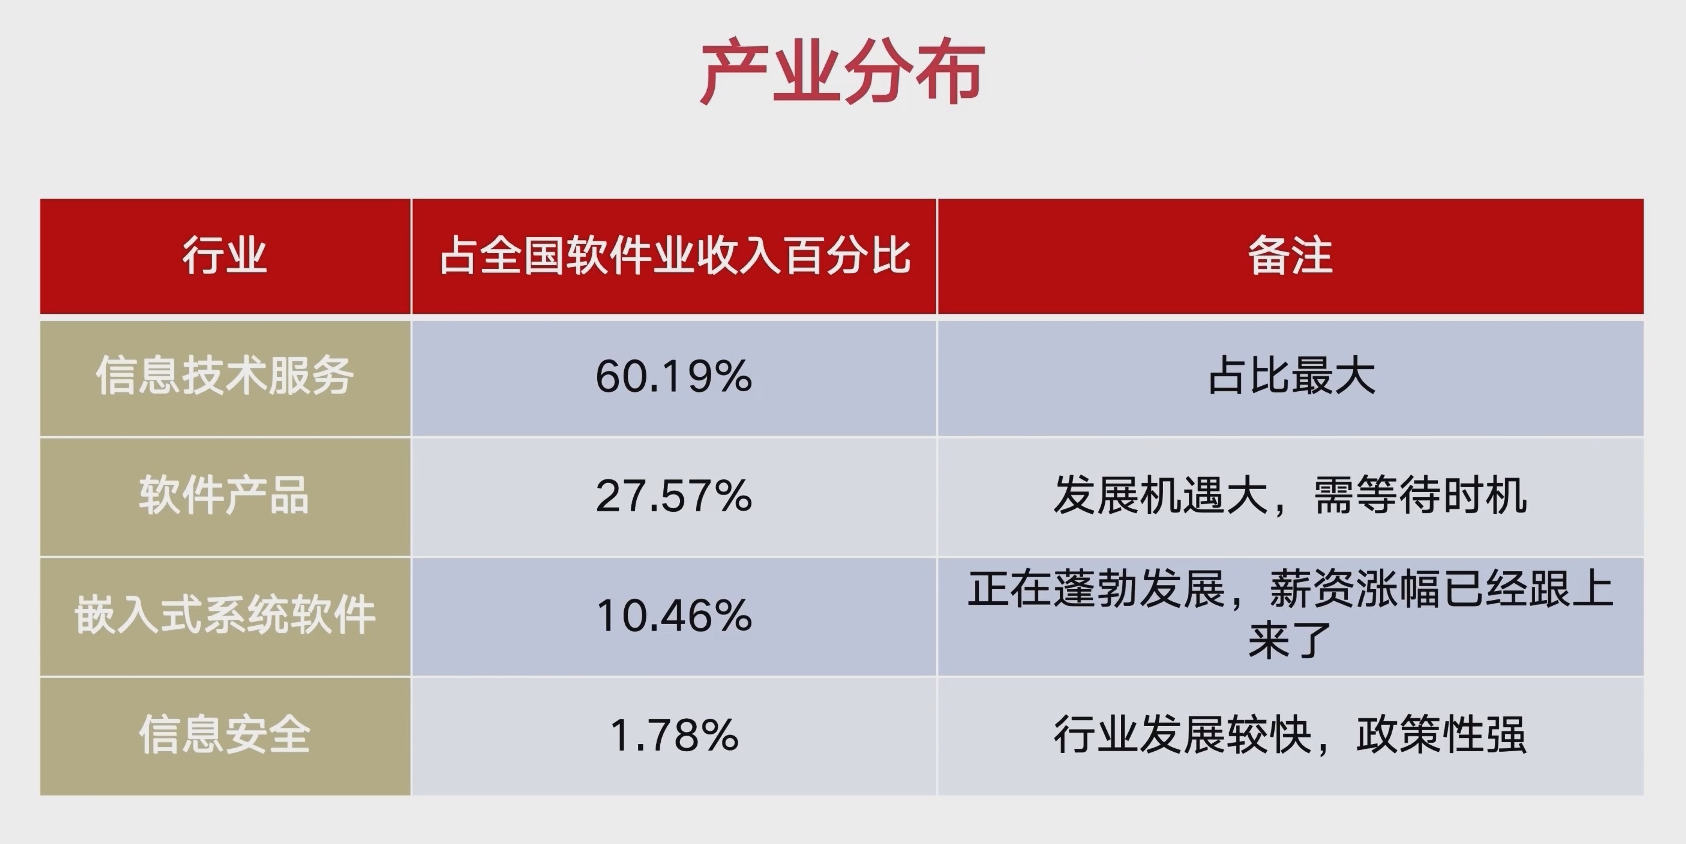 产业分布
行业 占全国软件业收入百分比 备注
信息技术服务 60.19% 占比最大
软件产品 27.57% 发展机遇大，需等待时机
嵌入式系统软件 10.46% 正在蓬勃发展，薪资涨幅已经跟上
来了
信息安全 1.78% 行业发展较快，政策性强